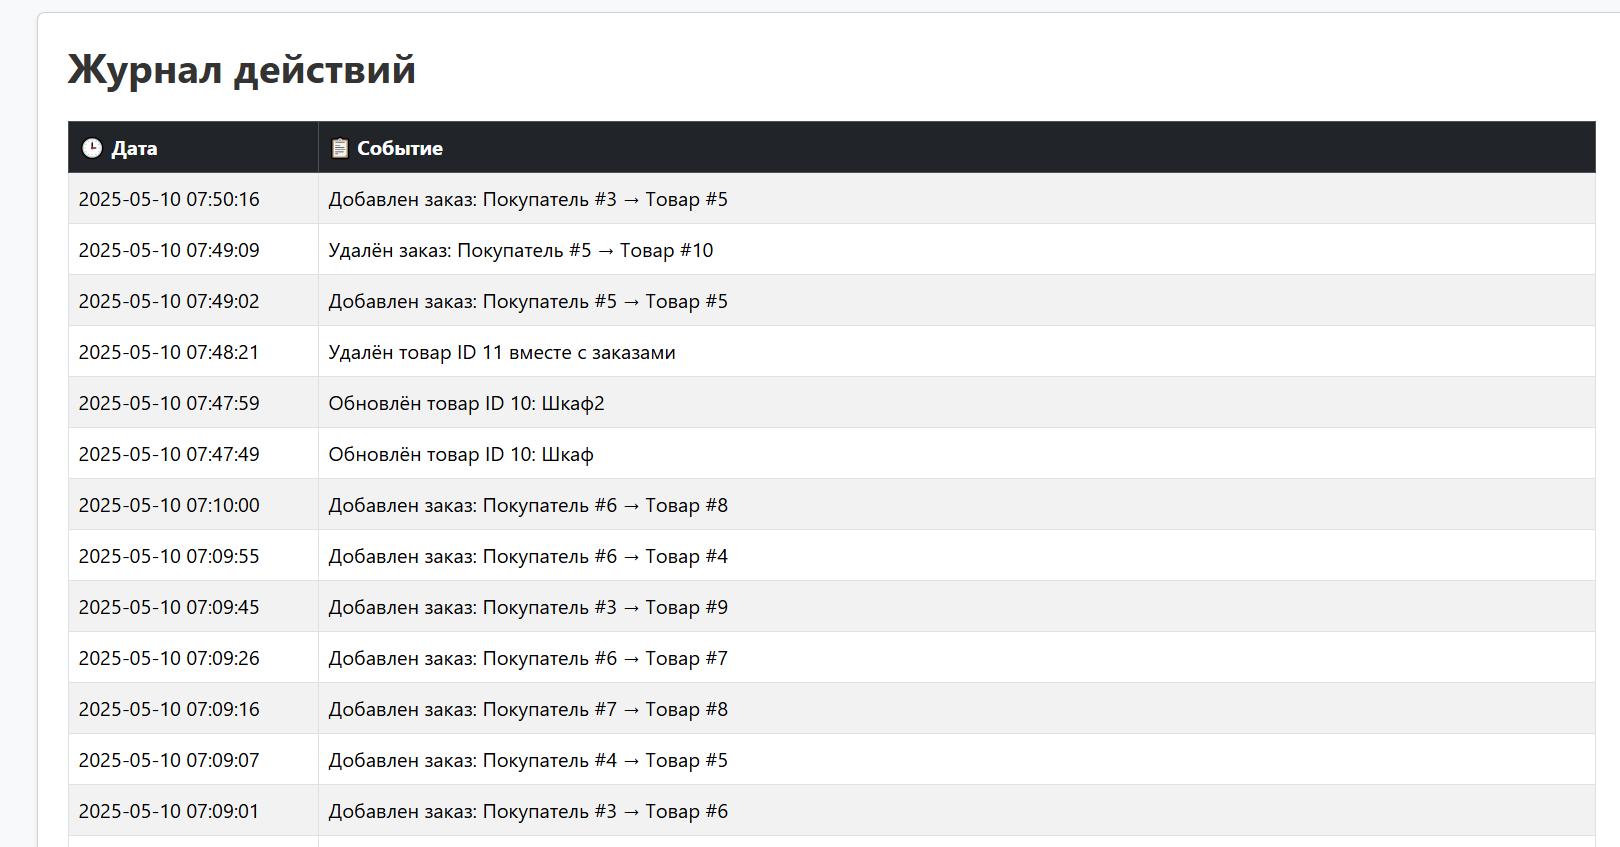 Журнал действий
🕒 Дата 📋 Событие
2025-05-10 07:50:16 Добавлен заказ: Покупатель #3 → Товар #5
2025-05-10 07:49:09 Удалён заказ: Покупатель #5 → Товар #10
2025-05-10 07:49:02 Добавлен заказ: Покупатель #5 → Товар #5
2025-05-10 07:48:21 Удалён товар ID 11 вместе с заказами
2025-05-10 07:47:59 Обновлён товар ID 10: Шкаф2
2025-05-10 07:47:49 Обновлён товар ID 10: Шкаф
2025-05-10 07:10:00 Добавлен заказ: Покупатель #6 → Товар #8
2025-05-10 07:09:55 Добавлен заказ: Покупатель #6 → Товар #4
2025-05-10 07:09:45 Добавлен заказ: Покупатель #3 → Товар #9
2025-05-10 07:09:26 Добавлен заказ: Покупатель #6 → Товар #7
2025-05-10 07:09:16 Добавлен заказ: Покупатель #7 → Товар #8
2025-05-10 07:09:07 Добавлен заказ: Покупатель #4 → Товар #5
2025-05-10 07:09:01 Добавлен заказ: Покупатель #3 → Товар #6